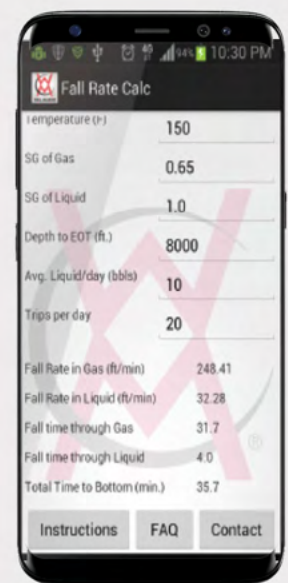 94% 10:30 PM
Fall Rate Calc
Temperature (F) 150
SG of Gas 0.65
SG of Liquid 1.0
Depth to EOT (ft.) 8000
Avg. Liquid/day (bbls) 10
Trips per day 20
Fall Rate in Gas (ft/min) 248.41
Fall Rate in Liquid (ft/min) 32.28
Fall time through Gas 31.7
Fall time through Liquid 4.0
Total Time to Bottom (min.) 35.7
®
Instructions FAQ Contact